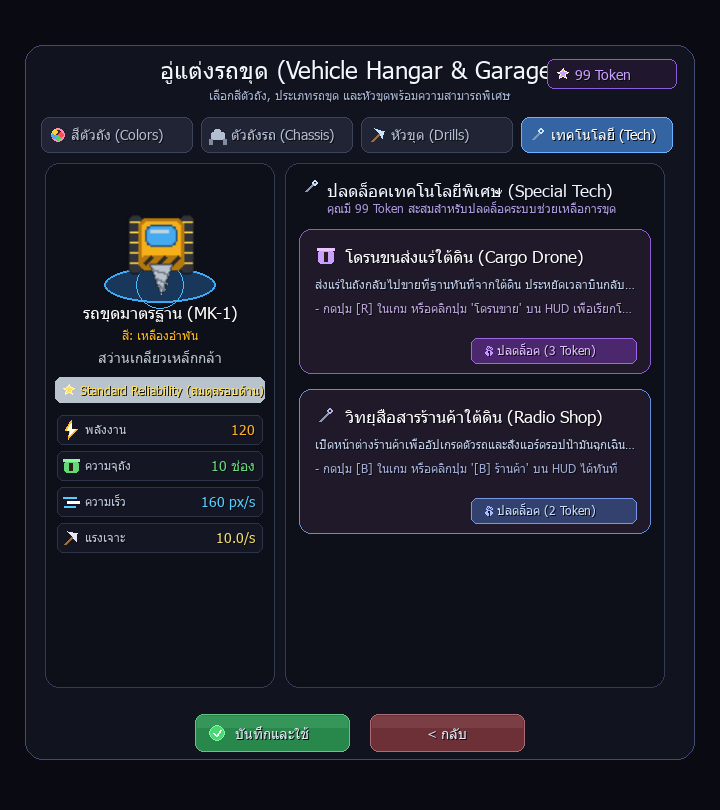 อู่แต่งรถขุด (Vehicle Hangar & Garage
99 Token
เลือกสีตัวถัง, ประเภทรถขุด และหัวขุดพร้อมความสามารถพิเศษ
สีตัวถัง (Colors)
ตัวถังรถ (Chassis)
หัวขุด (Drills)
เทคโนโลยี (Tech)
รถขุดมาตรฐาน (MK-1)
สี: เหลืองอำพัน
สว่านเกลียวเหล็กกล้า
Standard Reliability (สมดุลรอบด้าน)
พลังงาน 120
ความจุถัง 10 ช่อง
ความเร็ว 160 px/s
แรงเจาะ 10.0/s
ปลดล็อคเทคโนโลยีพิเศษ (Special Tech)
คุณมี 99 Token สะสมสำหรับปลดล็อคระบบช่วยเหลือการขุด
โดรนขนส่งแร่ใต้ดิน (Cargo Drone)
ส่งแร่ในถังกลับไปขายที่ฐานทันทีจากใต้ดิน ประหยัดเวลาบินกลับ...
- กดปุ่ม [R] ในเกม หรือคลิกปุ่ม 'โดรนขาย' บน HUD เพื่อเรียกโ...
ปลดล็อค (3 Token)
วิทยุสื่อสารร้านค้าใต้ดิน (Radio Shop)
เปิดหน้าต่างร้านค้าเพื่ออัปเกรดตัวรถและสั่งแอร์ดรอปน้ำมันฉุกเฉิน...
- กดปุ่ม [B] ในเกม หรือคลิกปุ่ม '[B] ร้านค้า' บน HUD ได้ทันที
ปลดล็อค (2 Token)
บันทึกและใช้
< กลับ